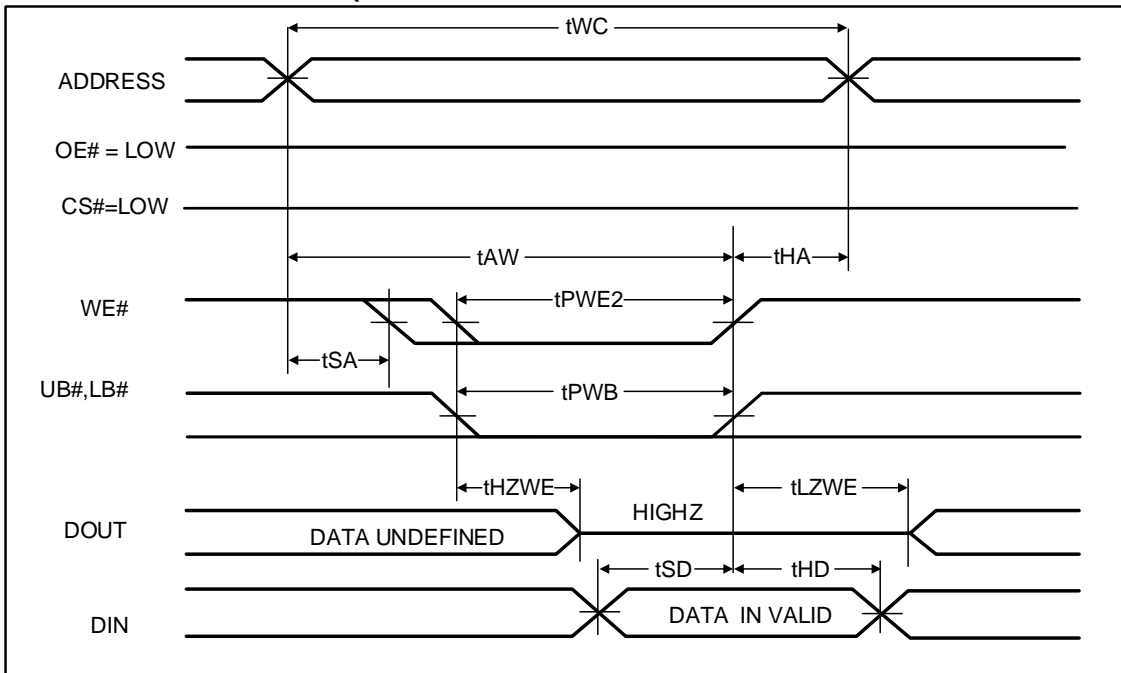 tWC
ADDRESS
OE# = LOW
CS#=LOW
tAW
tHA
WE#
tPWE2
tSA
UB#,LB#
tPWB
tHZWE
tLZWE
HIGHZ
DOUT
DATA UNDEFINED
tSD
tHD
DIN
DATA IN VALID